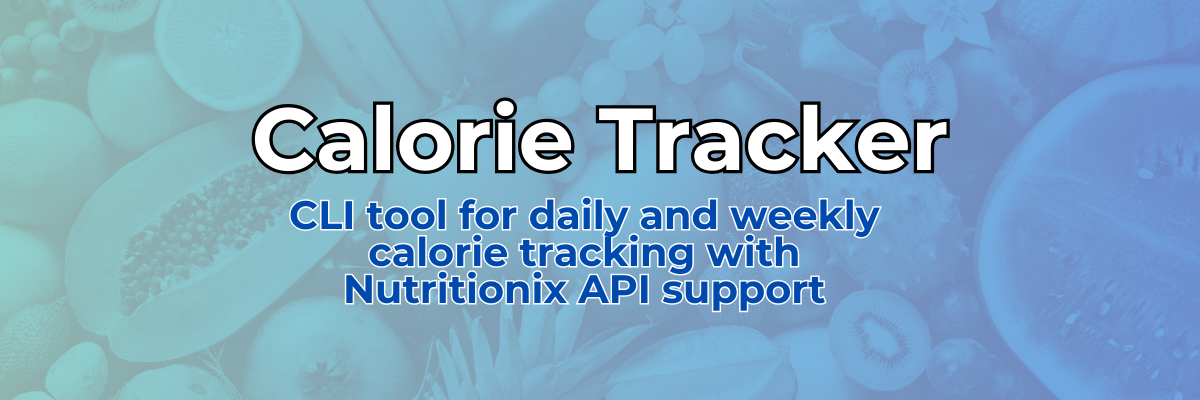 Calorie Tracker
CLI tool for daily and weekly
calorie tracking with
Nutritionix API support